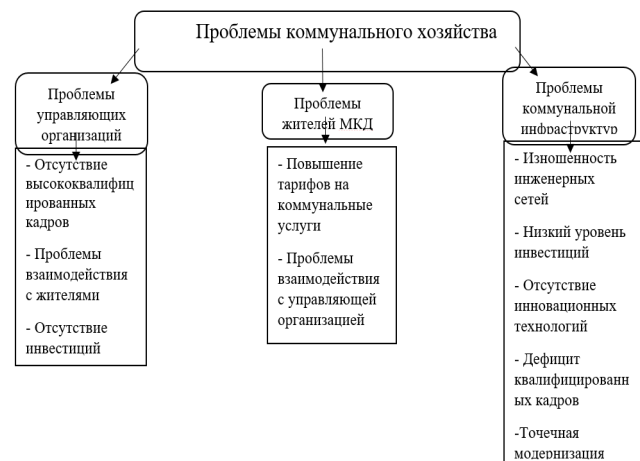 Проблемы коммунального хозяйства
Проблемы
управляющих
организаций
- Отсутствие
высококвалифиц
ированных
кадров
- Проблемы
взаимодействия
с жителями
- Отсутствие
инвестиций
Проблемы
жителей МКД
- Повышение
тарифов на
коммунальные
услуги
- Проблемы
взаимодействия
с управляющей
организацией
Проблемы
коммунальной
инфраструктур
- Изношенность
инженерных
сетей
- Низкий уровень
инвестиций
- Отсутствие
инновационных
технологий
- Дефицит
квалифицированн
ых кадров
-Точечная
модернизация